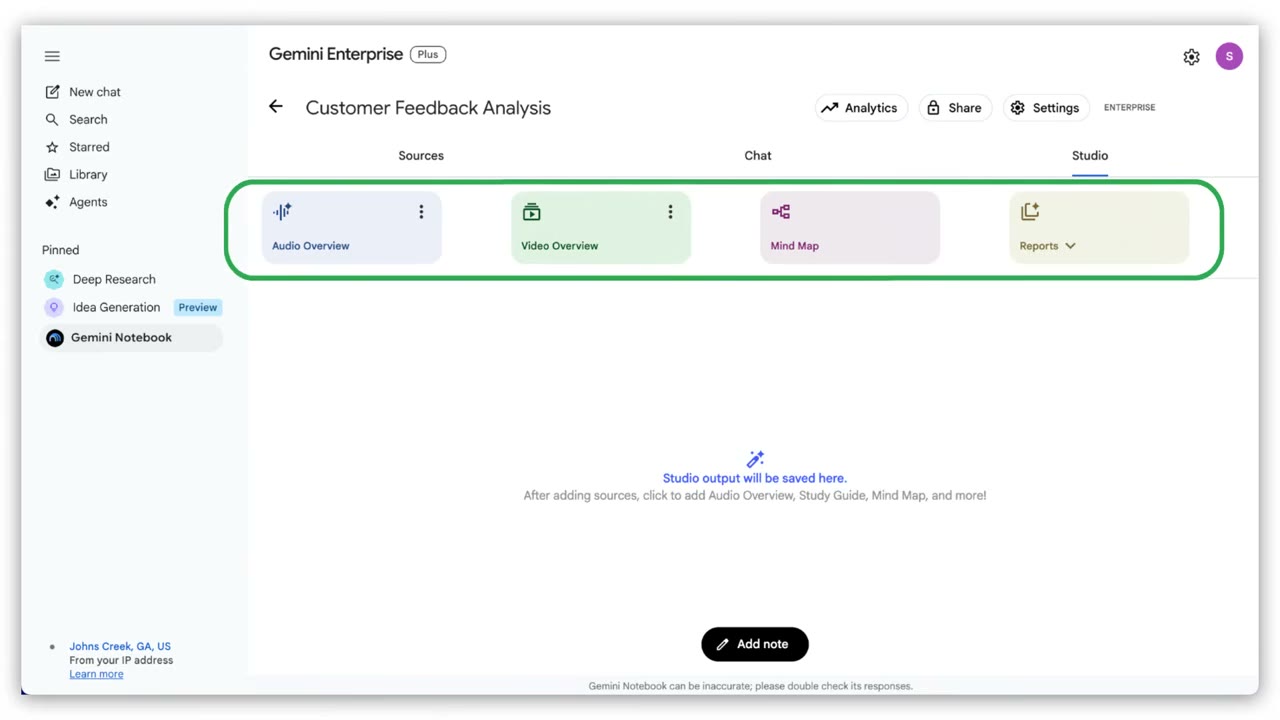 Gemini Enterprise Plus
S
New chat
Search
Starred
Library
Agents
Pinned
Deep Research
Idea Generation Preview
Gemini Notebook
Johns Creek, GA, US
From your IP address
Learn more
Customer Feedback Analysis
Analytics
Share
Settings
ENTERPRISE
Sources
Chat
Studio
Audio Overview
Video Overview
Mind Map
Reports
Studio output will be saved here.
After adding sources, click to add Audio Overview, Study Guide, Mind Map, and more!
Add note
Gemini Notebook can be inaccurate; please double check its responses.